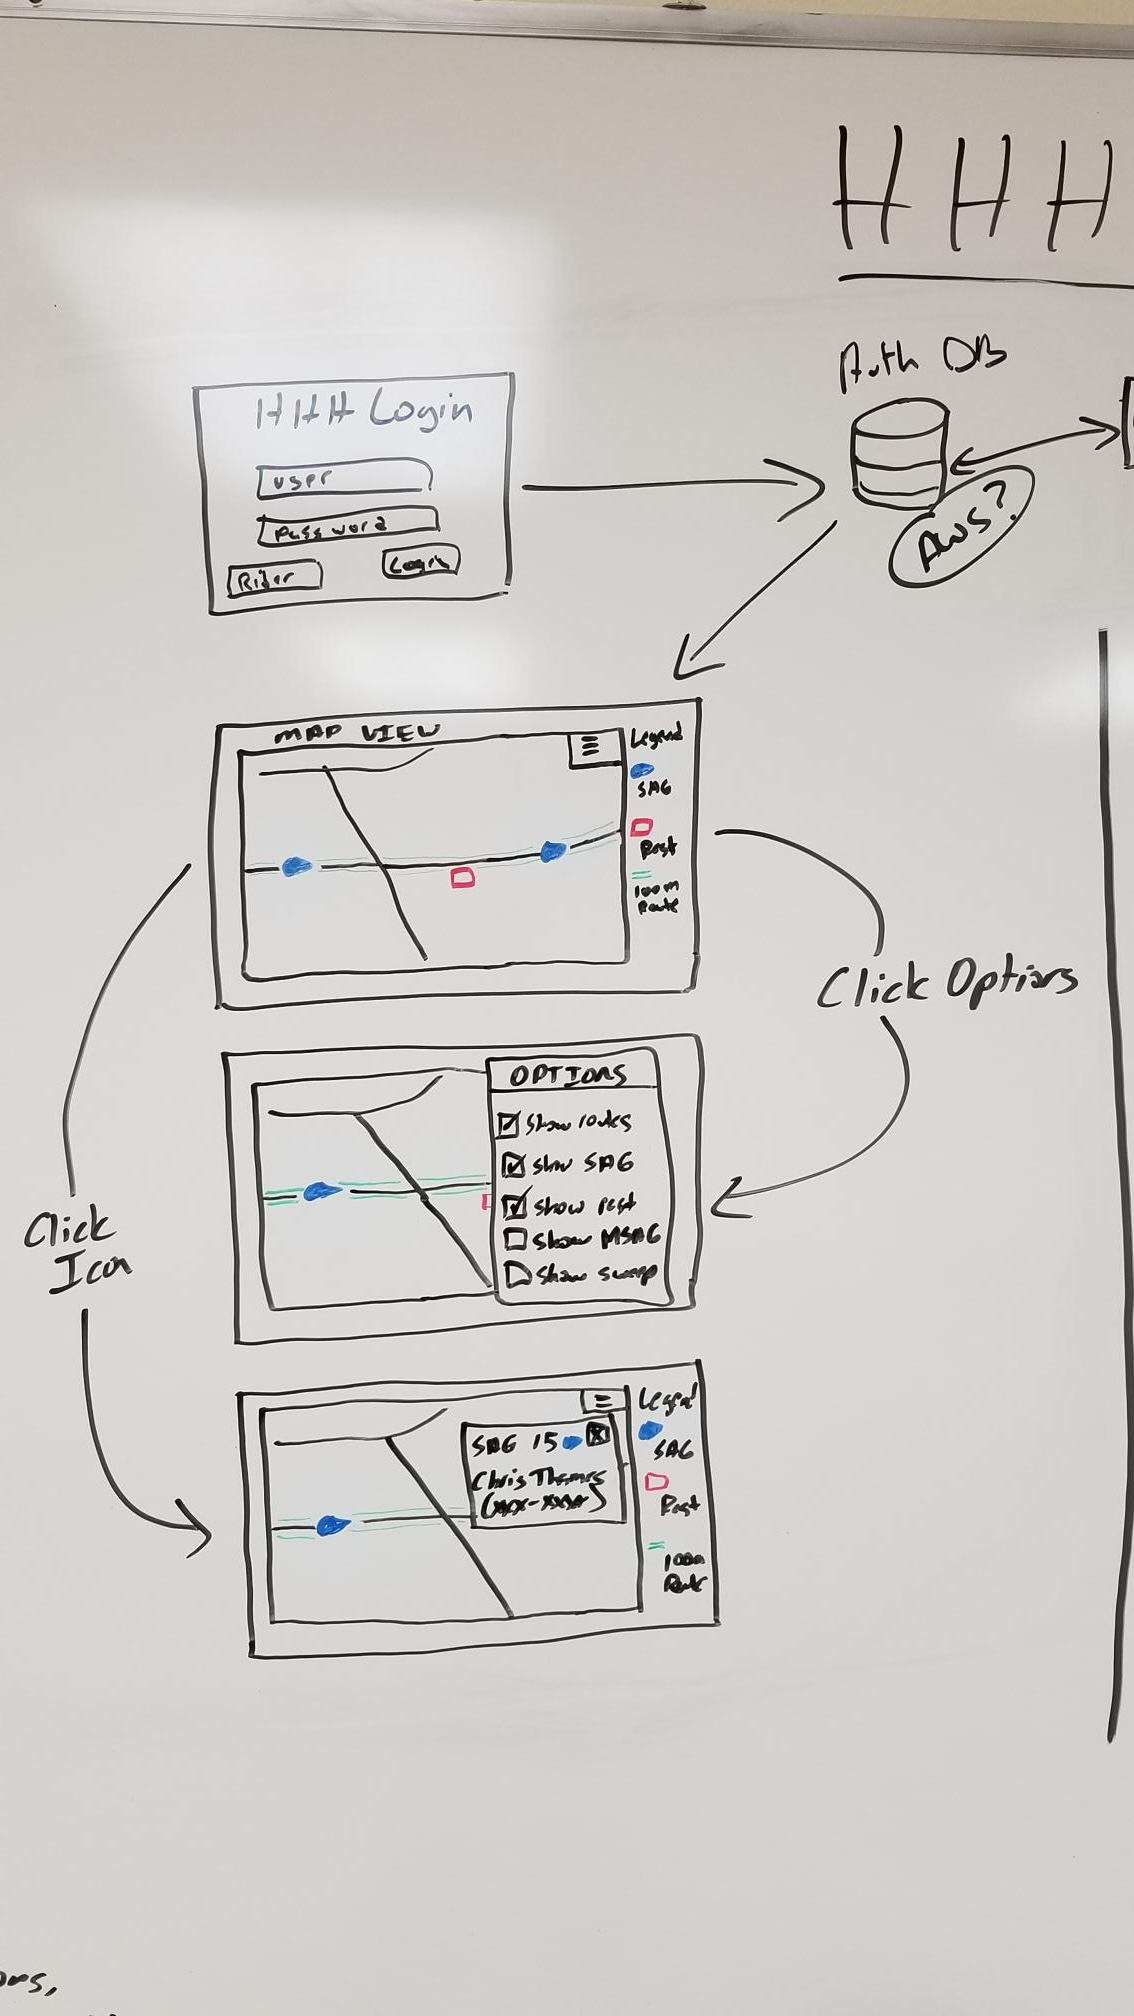 HHH
Auth DB
AWS?
HHH Login
user
Password
Rider
Login
MAP VIEW
Legend
SAG
Rest
100m
Route
Click Options
OPTIONS
Show routes
Show SAG
Show rest
Show MSAG
Show sweep
Click
Icon
Legend
SAG 15
X
Chris Thames
(xxx-xxxx)
SAG
Rest
100m
Route